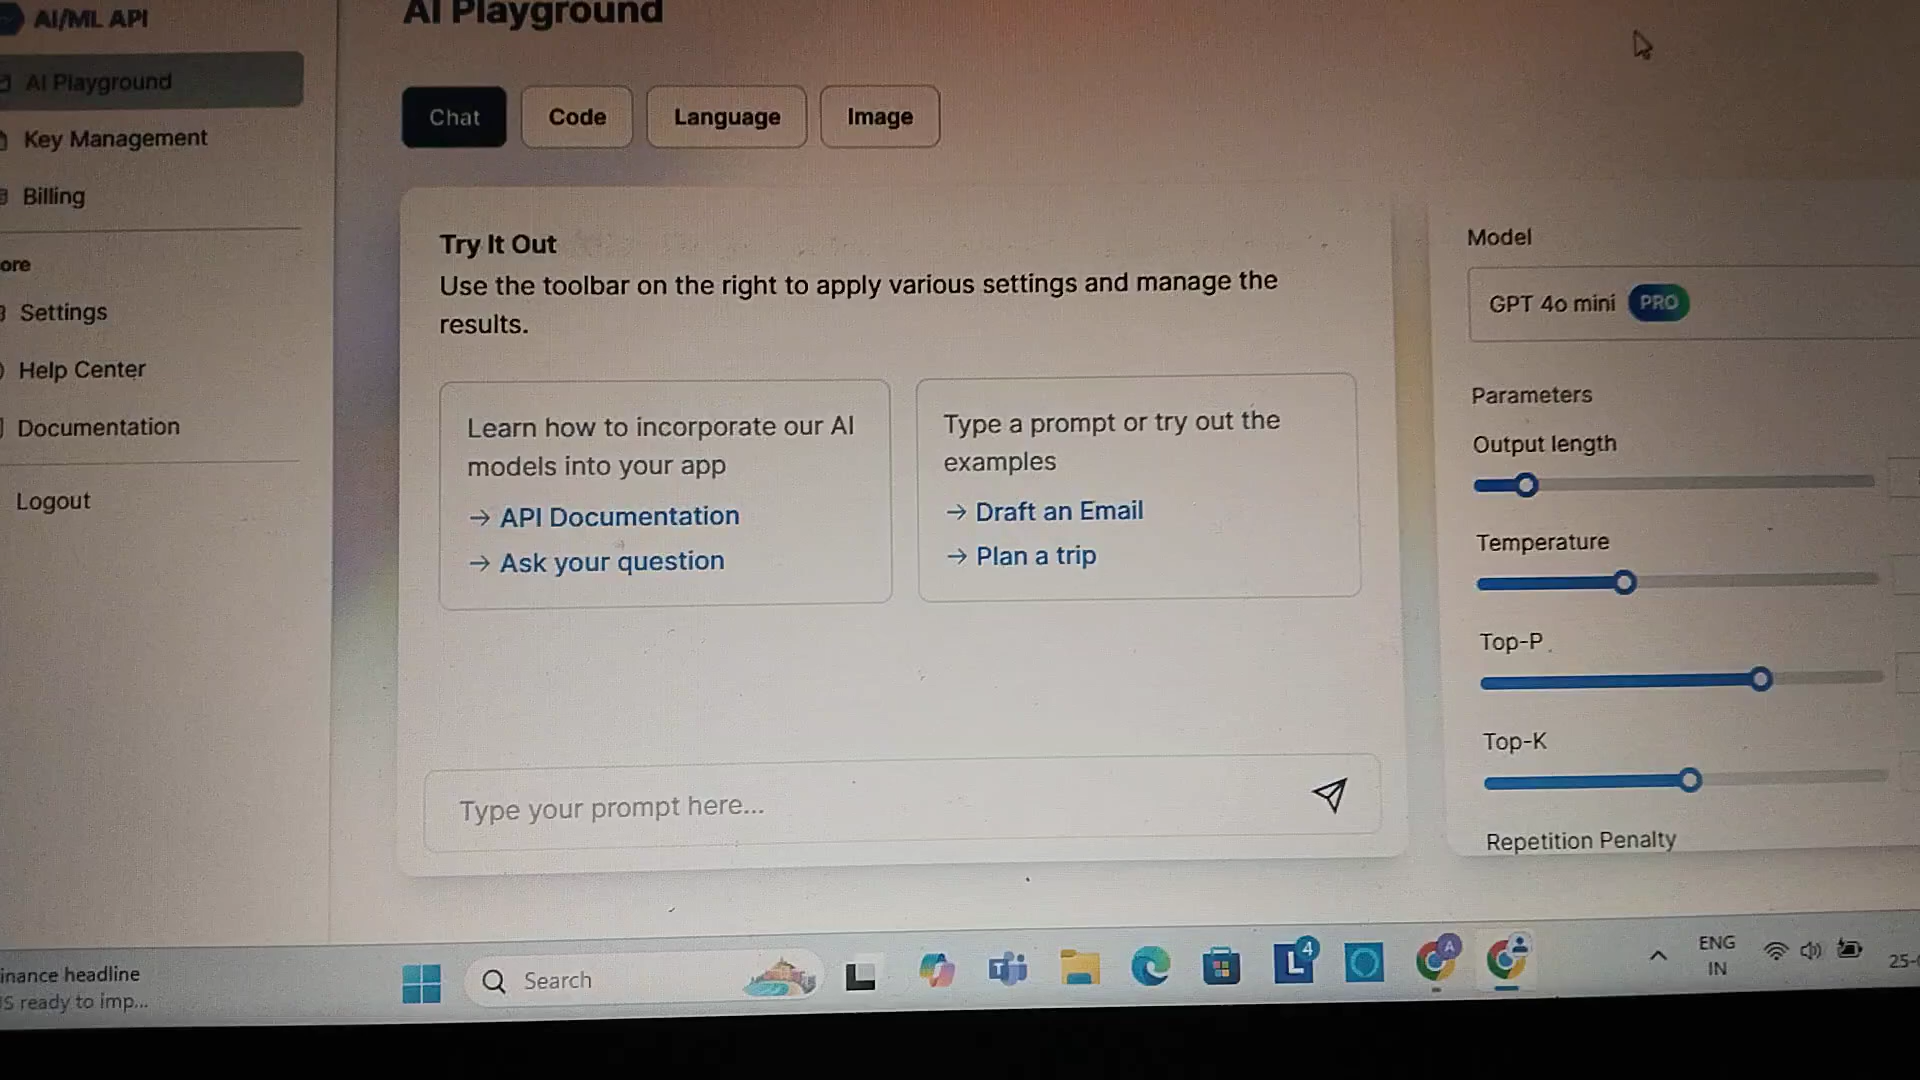 AI/ML API
AI Playground
Key Management
Billing
ore
Settings
Help Center
Documentation
Logout
AI Playground
Chat
Code
Language
Image
Try It Out
Use the toolbar on the right to apply various settings and manage the
results.
Learn how to incorporate our AI
models into your app
→ API Documentation
→ Ask your question
Type a prompt or try out the
examples
→ Draft an Email
→ Plan a trip
Type your prompt here...
Model
GPT 4o mini PRO
Parameters
Output length
Temperature
Top-P
Top-K
Repetition Penalty
inance headline
IS ready to imp...
Search
4
A
ENG
IN
25-